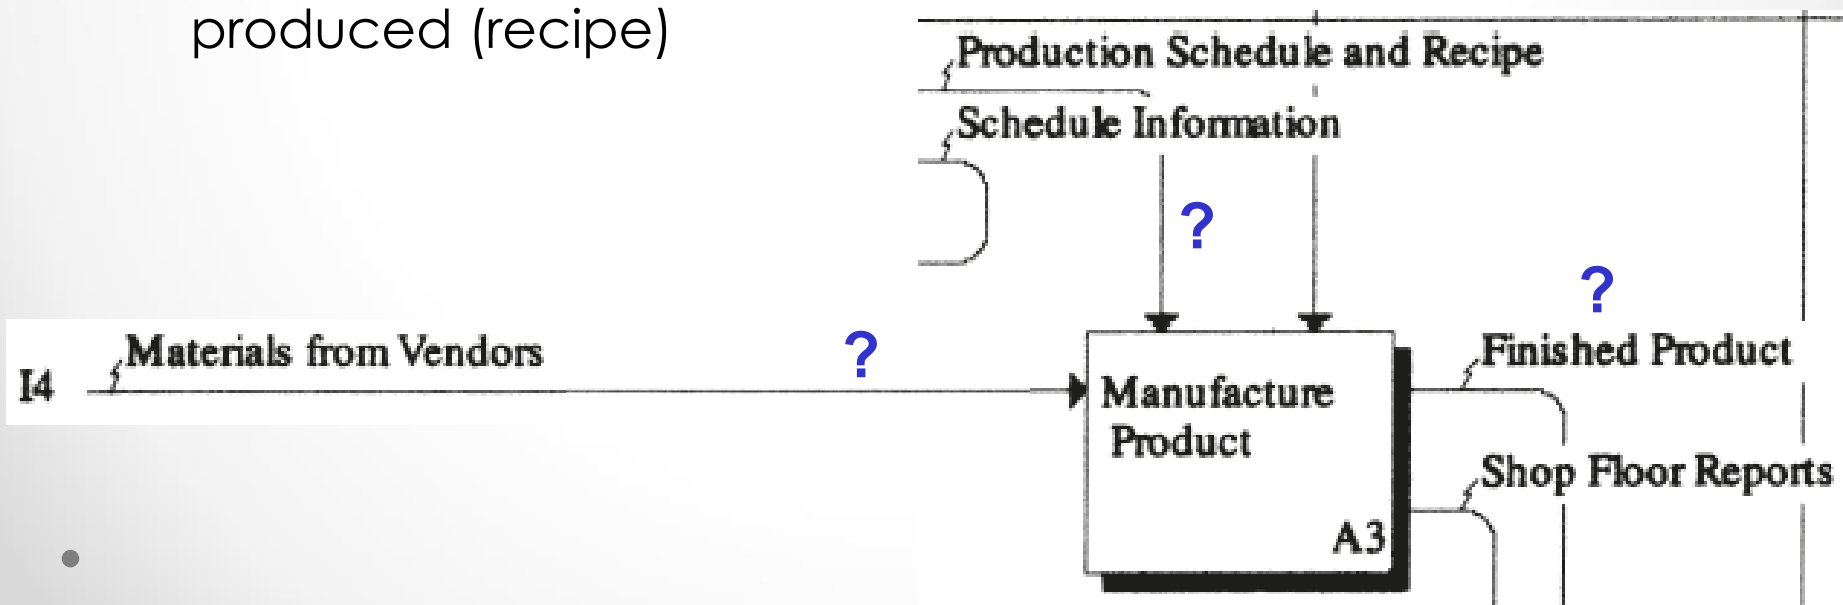 produced (recipe)
Production Schedule and Recipe
Schedule Information
?
?
Materials from Vendors
?
Finished Product
I4
Manufacture
Product
Shop Floor Reports
A3